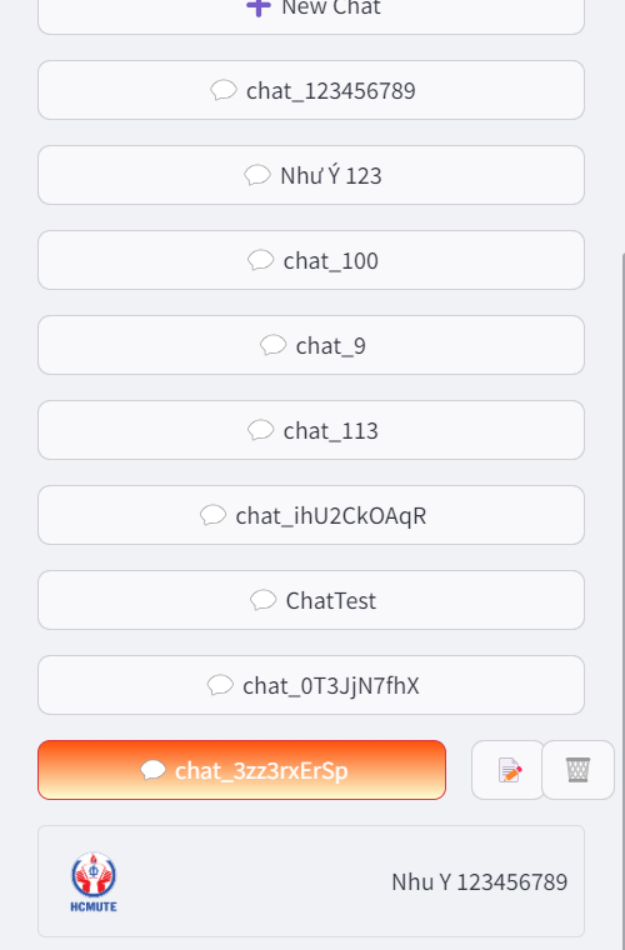 New Chat
chat_123456789
Như Ý 123
chat_100
chat_9
chat_113
chat_ihU2CkOAqR
ChatTest
chat_0T3JjN7fhX
chat_3zz3rxErSp
HCMUTE
Nhu Y 123456789